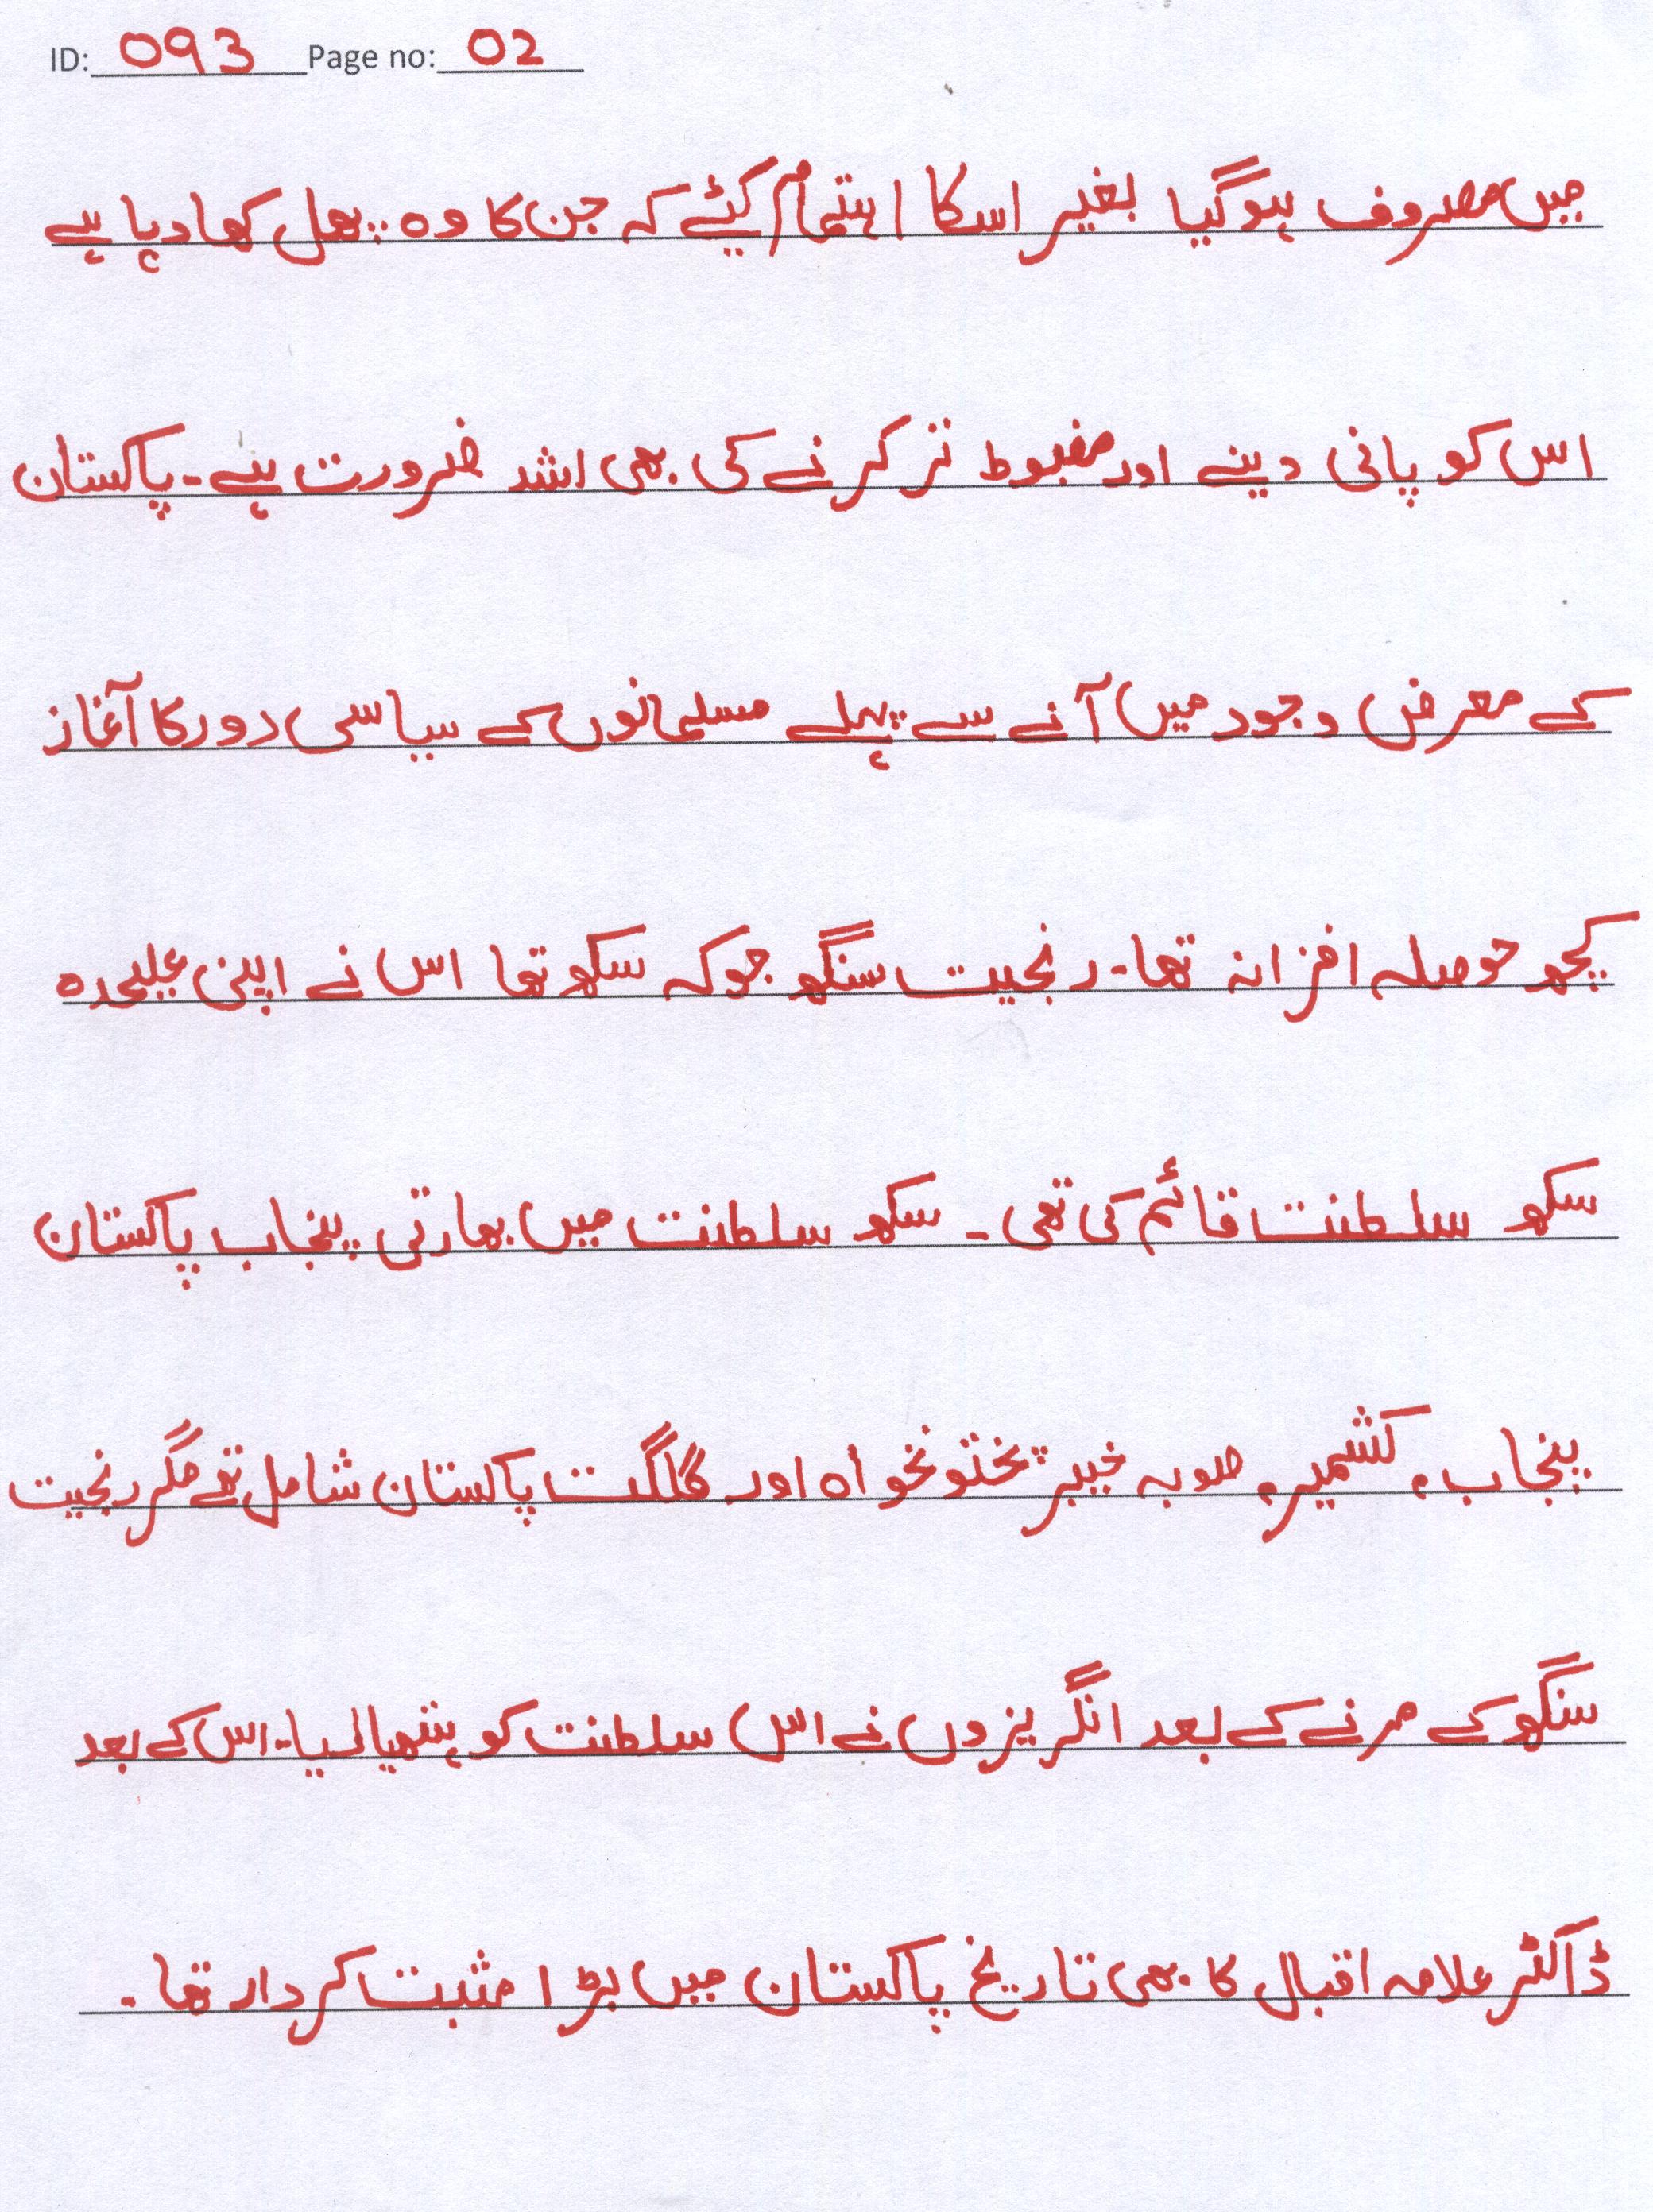 ID: 093 Page no: 02
میں مصروف ہوگیا بغیر اسکا اہتمام کیئے کہ جن کا وہ پھل کھا دہا ہے
اس کو پانی دینے اور مضبوط تر کرنے کی بھی اشد ضرورت ہے۔ پاکستان
کے معرض وجود میں آنے سے پہلے مسلمانوں کے سیاسی دور کا آغاز
کچھ حوصلہ افزا نہ تھا۔ رنجیت سنگھ جو کہ سکھ تھا اس نے اپنی علیحدہ
سکھ سلطنت قائم کی تھی ۔ سکھ سلطنت میں بھارتی پنجاب پاکستان
پنجاب، کشمیر، صوبہ خیبر پختونخواہ اور گلگت پاکستان شامل تھے مگر رنجیت
سنگھ کے مرنے کے بعد انگریزوں نے اس سلطنت کو ہتھیا لیا۔ اس کے بعد
ڈاکٹر علامہ اقبال کا بھی تاریخ پاکستان میں بڑا مثبت کردار تھا ۔